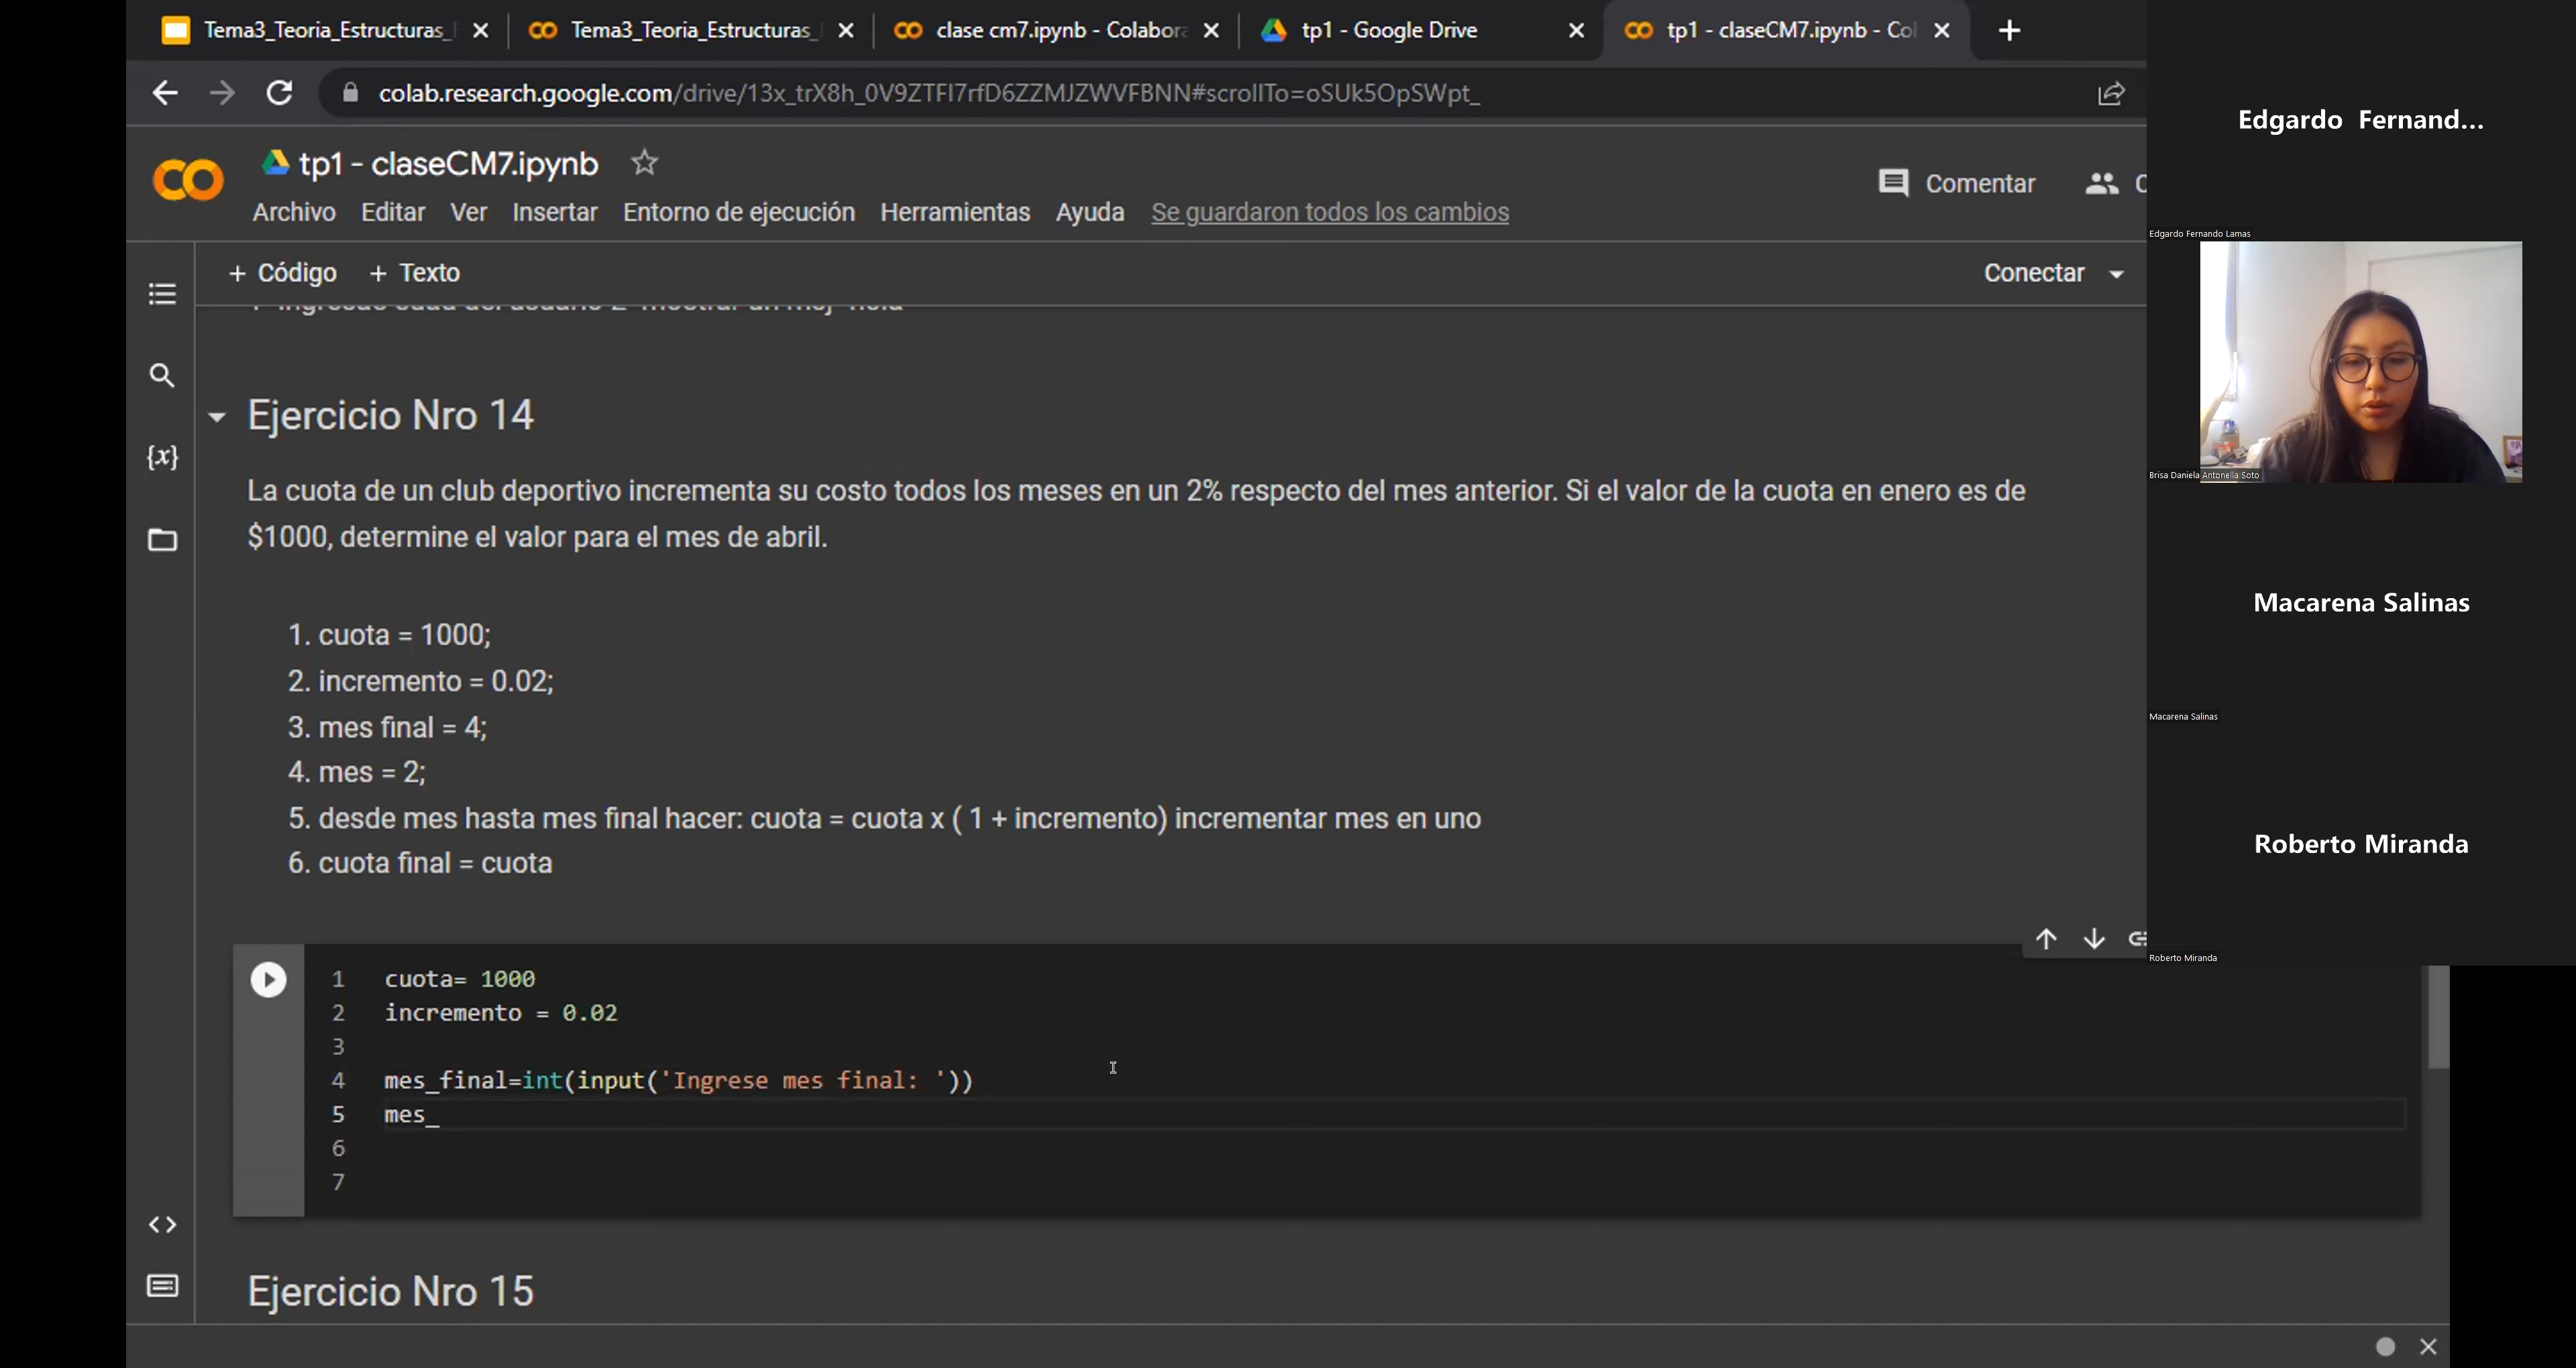 Tema3_Teoria_Estructuras_
Tema3_Teoria_Estructuras_
clase cm7.ipynb - Colabora
tp1 - Google Drive
tp1 - claseCM7.ipynb - Col
colab.research.google.com/drive/13x_trX8h_0V9ZTFI7rfD6ZZMJZWVFBNN#scrollTo=oSUk5OpSWpt_
CO
tp1 - claseCM7.ipynb
Comentar
C
Archivo Editar Ver Insertar Entorno de ejecución Herramientas Ayuda Se guardaron todos los cambios
+ Código + Texto
Conectar
{x}
Ejercicio Nro 14
La cuota de un club deportivo incrementa su costo todos los meses en un 2% respecto del mes anterior. Si el valor de la cuota en enero es de
$1000, determine el valor para el mes de abril.
1. cuota = 1000;
2. incremento = 0.02;
3. mes final = 4;
4. mes = 2;
5. desde mes hasta mes final hacer: cuota = cuota x ( 1 + incremento) incrementar mes en uno
6. cuota final = cuota
1 cuota= 1000
2 incremento = 0.02
3
4 mes_final=int(input('Ingrese mes final: '))
5 mes_
6
7
Ejercicio Nro 15
Edgardo Fernand...
Edgardo Fernando Lamas
Brisa Daniela Antonella Soto
Macarena Salinas
Macarena Salinas
Roberto Miranda
Roberto Miranda